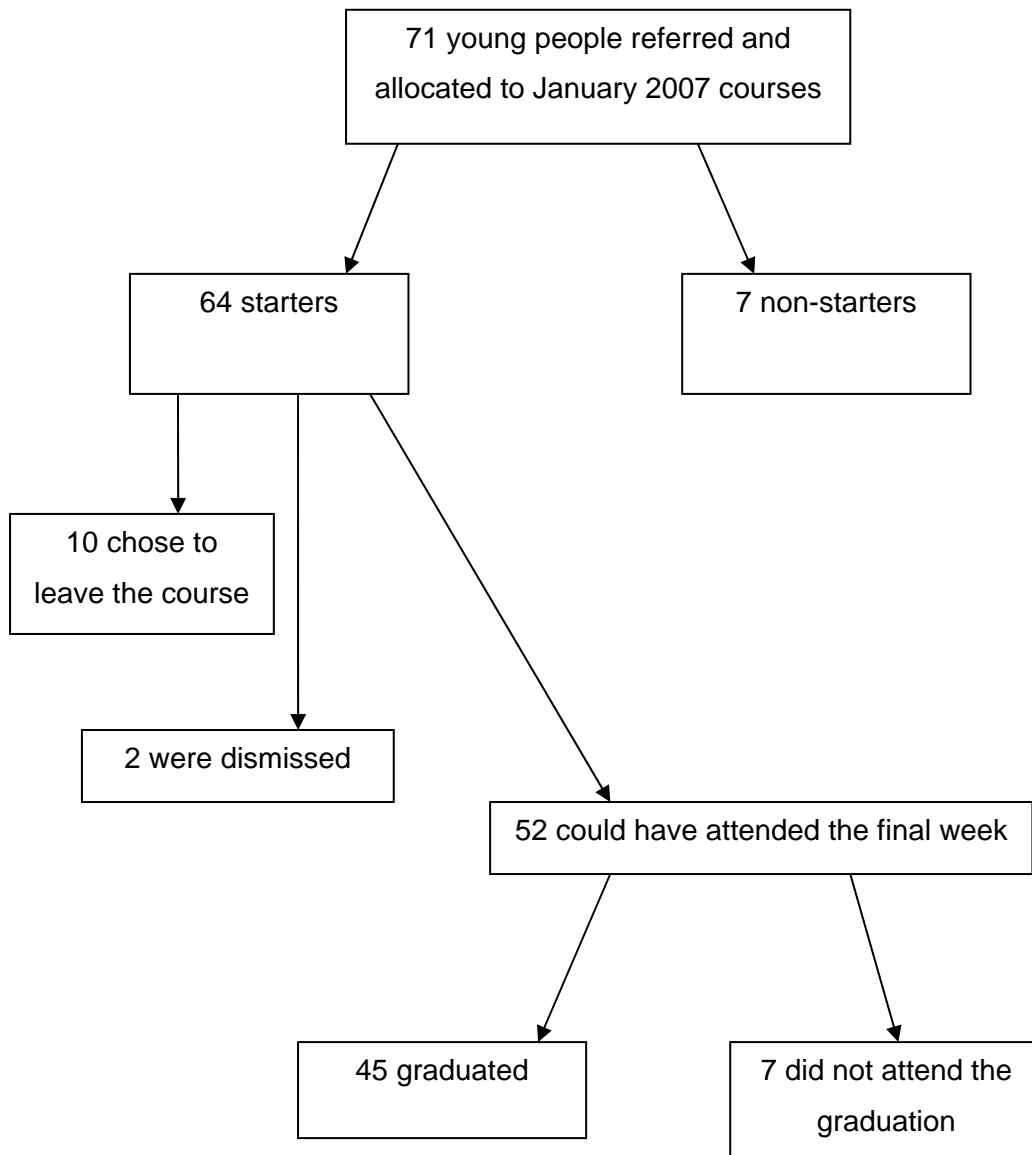 71 young people referred and
allocated to January 2007 courses
64 starters
7 non-starters
10 chose to
leave the course
2 were dismissed
52 could have attended the final week
45 graduated
7 did not attend the
graduation